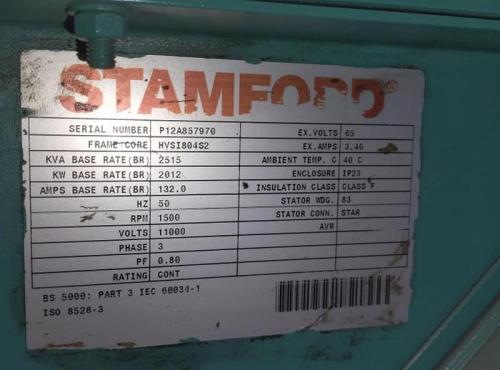 STAMFORD®
SERIAL NUMBER P12A857970 EX.VOLTS 65
FRAME/CORE HVSI804S2 EX.AMPS 3.40
KVA BASE RATE(BR) 2515 AMBIENT TEMP. C 40 C
KW BASE RATE(BR) 2012 ENCLOSURE IP23
AMPS BASE RATE(BR) 132.0 INSULATION CLASS CLASS F
HZ 50 STATOR WDG. 83
RPM 1500 STATOR CONN. STAR
VOLTS 11000 AVR
PHASE 3
PF 0.80
RATING CONT
BS 5000: PART 3 IEC 60034-1
ISO 8528-3